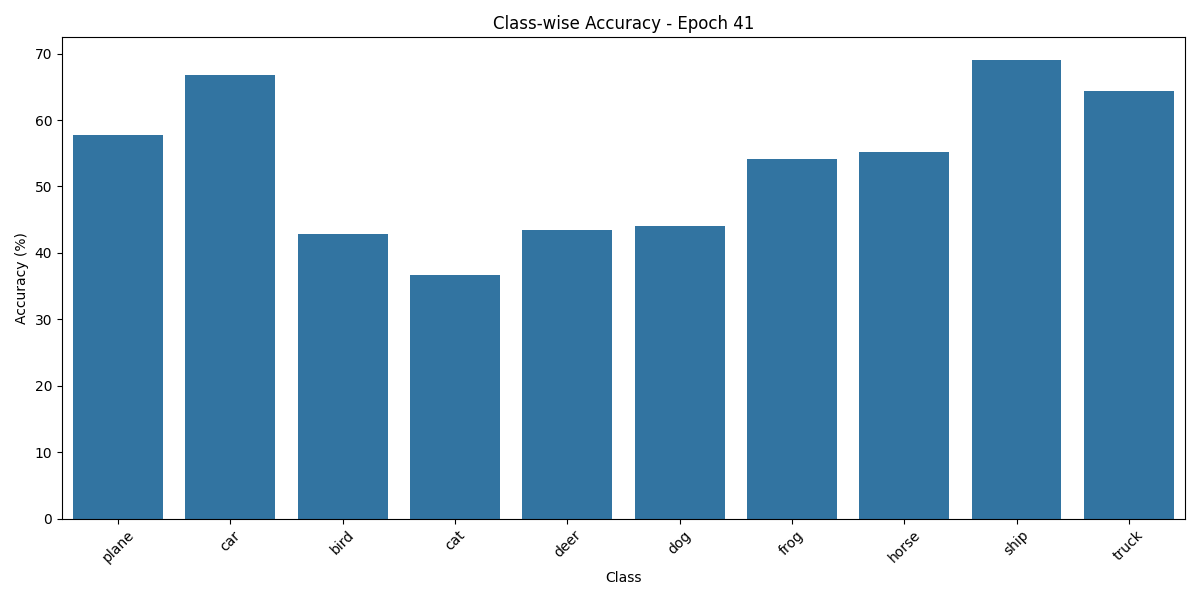 Class-wise Accuracy - Epoch 41
Accuracy (%)
70
60
50
40
30
20
10
0
plane
car
bird
cat
deer
dog
frog
horse
ship
truck
Class